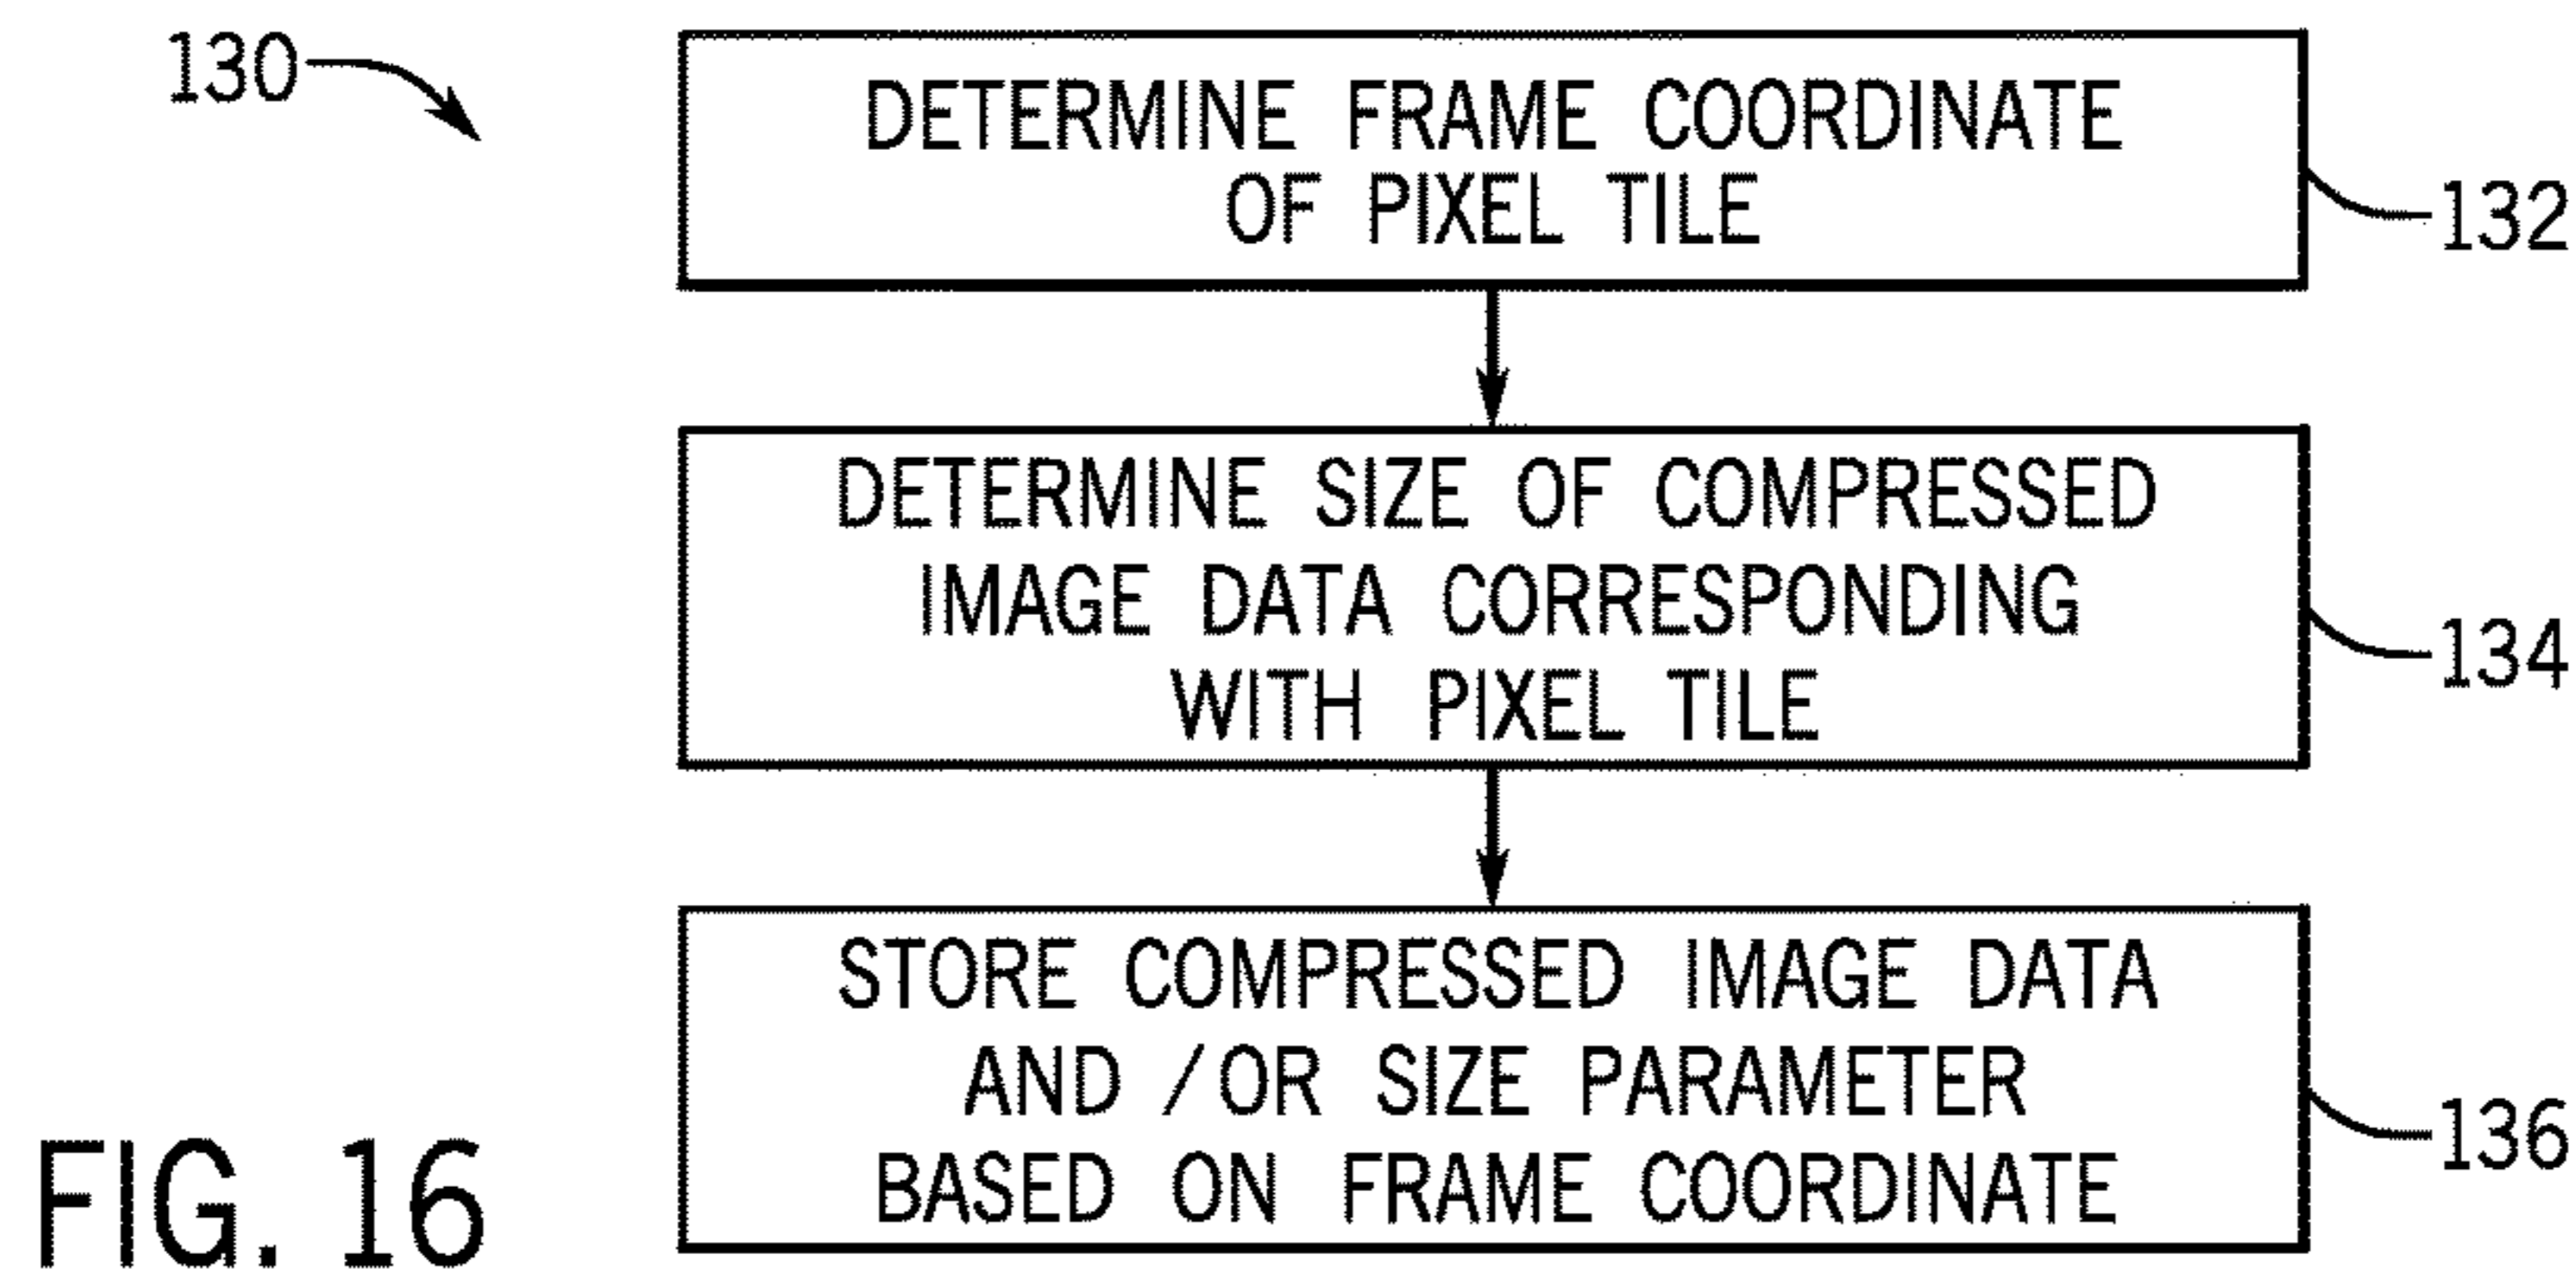 130
DETERMINE FRAME COORDINATE
OF PIXEL TILE
132
DETERMINE SIZE OF COMPRESSED
IMAGE DATA CORRESPONDING
WITH PIXEL TILE
134
STORE COMPRESSED IMAGE DATA
AND /OR SIZE PARAMETER
BASED ON FRAME COORDINATE
136
FIG. 16